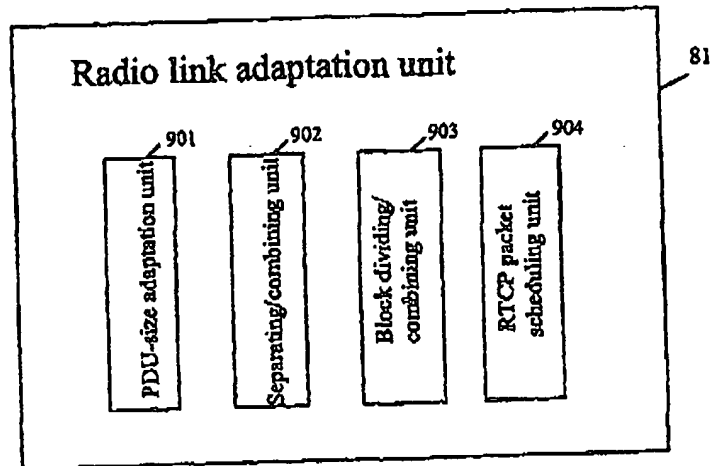 Radio link adaptation unit
81
901
PDU-size adaptation unit
902
Separating/combining unit
903
Block dividing/
combining unit
904
RTCP packet
scheduling unit